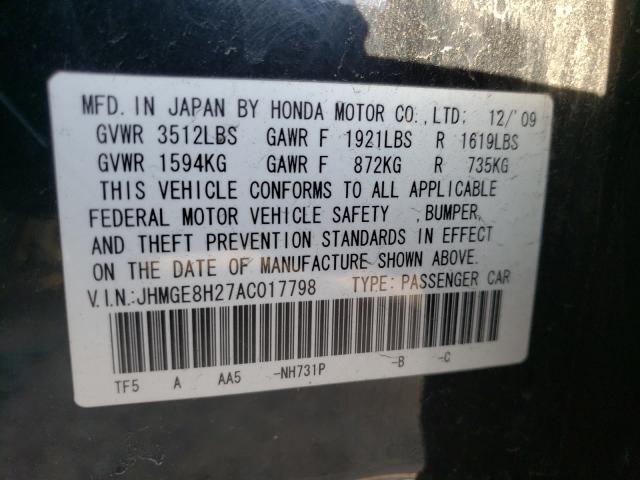 MFD. IN JAPAN BY HONDA MOTOR CO., LTD; 12/'09
GVWR 3512LBS GAWR F 1921LBS R 1619LBS
GVWR 1594KG GAWR F 872KG R 735KG
THIS VEHICLE CONFORMS TO ALL APPLICABLE
FEDERAL MOTOR VEHICLE SAFETY , BUMPER,
AND THEFT PREVENTION STANDARDS IN EFFECT
ON THE DATE OF MANUFACTURE SHOWN ABOVE.
V.I.N.:JHMGE8H27AC017798 TYPE: PASSENGER CAR
TF5 A AA5 -NH731P -B -C